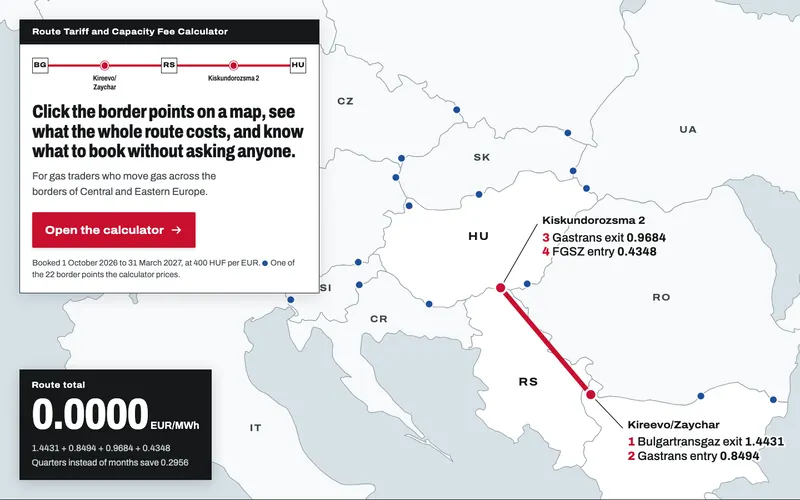 Route Tariff and Capacity Fee Calculator
BG
RS
HU
Kireevo/
Zaychar
Kiskundorozsma 2
Click the border points on a map, see
what the whole route costs, and know
what to book without asking anyone.
For gas traders who move gas across the
borders of Central and Eastern Europe.
Open the calculator →
Booked 1 October 2026 to 31 March 2027, at 400 HUF per EUR. One of
the 22 border points the calculator prices.
CZ
UA
SK
HU
Kiskundorozsma 2
3 Gastrans exit 0.9684
4 FGSZ entry 0.4348
SI
RO
CR
RS
IT
Kireevo/Zaychar
1 Bulgartransgaz exit 1.4431
2 Gastrans entry 0.8494
Route total
0.0000 EUR/MWh
1.4431 + 0.8494 + 0.9684 + 0.4348
Quarters instead of months save 0.2956